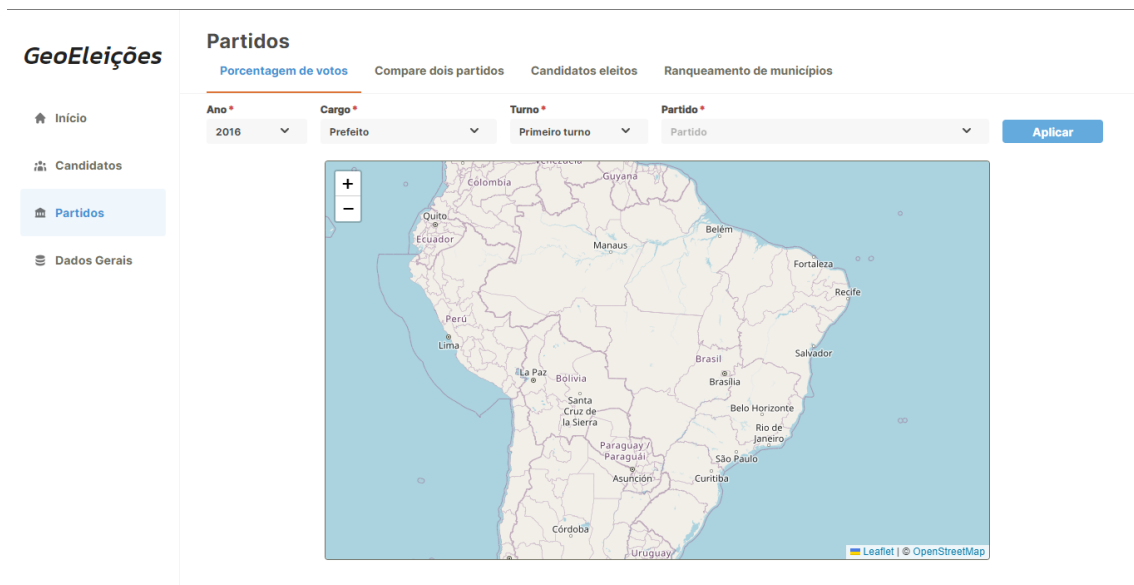 GeoEleições
Início
Candidatos
Partidos
Dados Gerais
Partidos
Porcentagem de votos
Compare dois partidos
Candidatos eleitos
Ranqueamento de municípios
Ano *
Cargo *
Turno *
Partido *
2016
Prefeito
Primeiro turno
Partido
Aplicar
+
−
Venezuela
Colombia
Guyana
Quito
Ecuador
Belém
Manaus
Fortaleza
Recife
Perú
Lima
Brasil
Salvador
La Paz
Bolivia
Brasília
Santa
Cruz de
la Sierra
Belo Horizonte
Rio de
Janeiro
Paraguay /
Paraguái
São Paulo
Asunción
Curitiba
Córdoba
Uruguay
Leaflet | © OpenStreetMap